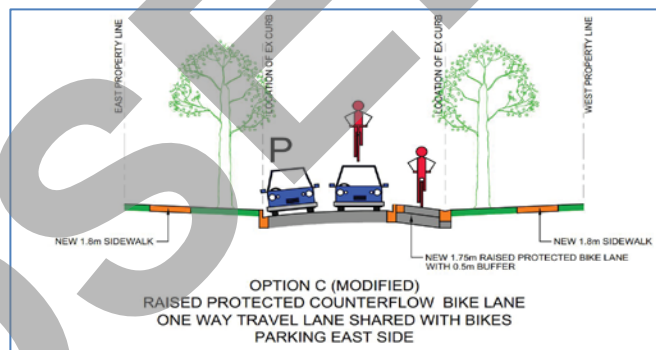 EAST PROPERTY LINE
LOCATION OF EX CURB
LOCATION OF EX CURB
WEST PROPERTY LINE
P
NEW 1.8m SIDEWALK
NEW 1.75m RAISED PROTECTED BIKE LANE
WITH 0.5m BUFFER
NEW 1.8m SIDEWALK
OPTION C (MODIFIED)
RAISED PROTECTED COUNTERFLOW BIKE LANE
ONE WAY TRAVEL LANE SHARED WITH BIKES
PARKING EAST SIDE